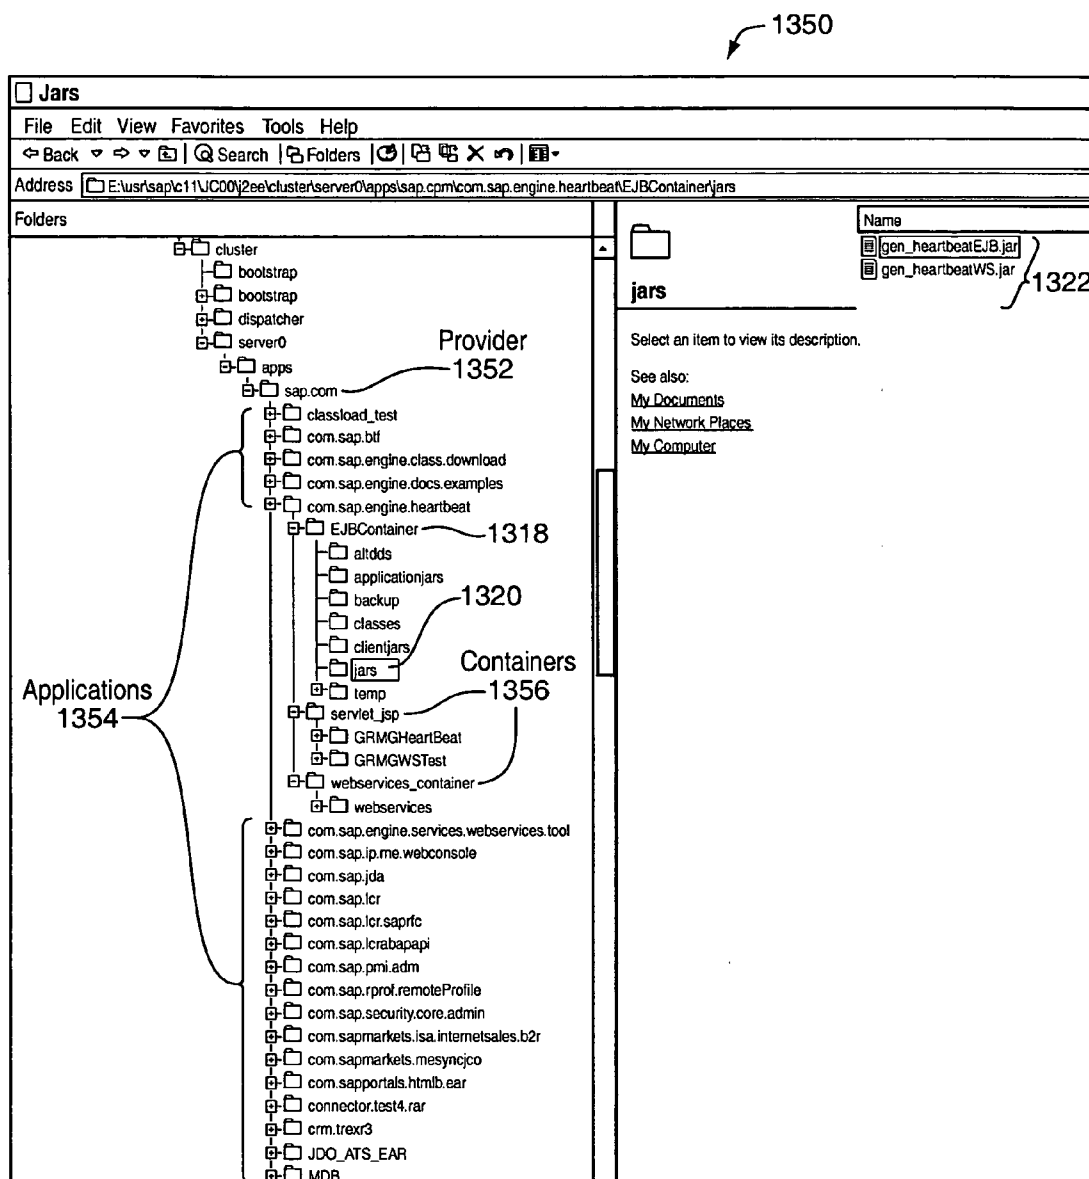 1350
Jars
File Edit View Favorites Tools Help
Back Search Folders
Address E:\usr\sap\c11\JC00\j2ee\cluster\server0\apps\sap.cpm\com.sap.engine.heartbeat\EJBContainer\jars
Folders
cluster
bootstrap
bootstrap
dispatcher
server0
apps
sap.com
Provider
1352
classload_test
com.sap.btf
com.sap.engine.class.download
com.sap.engine.docs.examples
com.sap.engine.heartbeat
EJBContainer
1318
altdds
applicationjars
backup
1320
classes
clientjars
jars
temp
Containers
1356
servlet_jsp
GRMGHeartBeat
GRMGWSTest
webservices_container
webservices
Applications
1354
com.sap.engine.services.webservices.tool
com.sap.ip.me.webconsole
com.sap.jda
com.sap.lcr
com.sap.lcr.saprfc
com.sap.lcrabapapi
com.sap.pmi.adm
com.sap.rprof.remoteProfile
com.sap.security.core.admin
com.sapmarkets.isa.internetsales.b2r
com.sapmarkets.mesyncjco
com.sapportals.htmlb.ear
connector.test4.rar
crm.trexr3
JDO_ATS_EAR
MDB
jars
Select an item to view its description.
See also:
My Documents
My Network Places
My Computer
Name
gen_heartbeatEJB.jar
gen_heartbeatWS.jar
1322